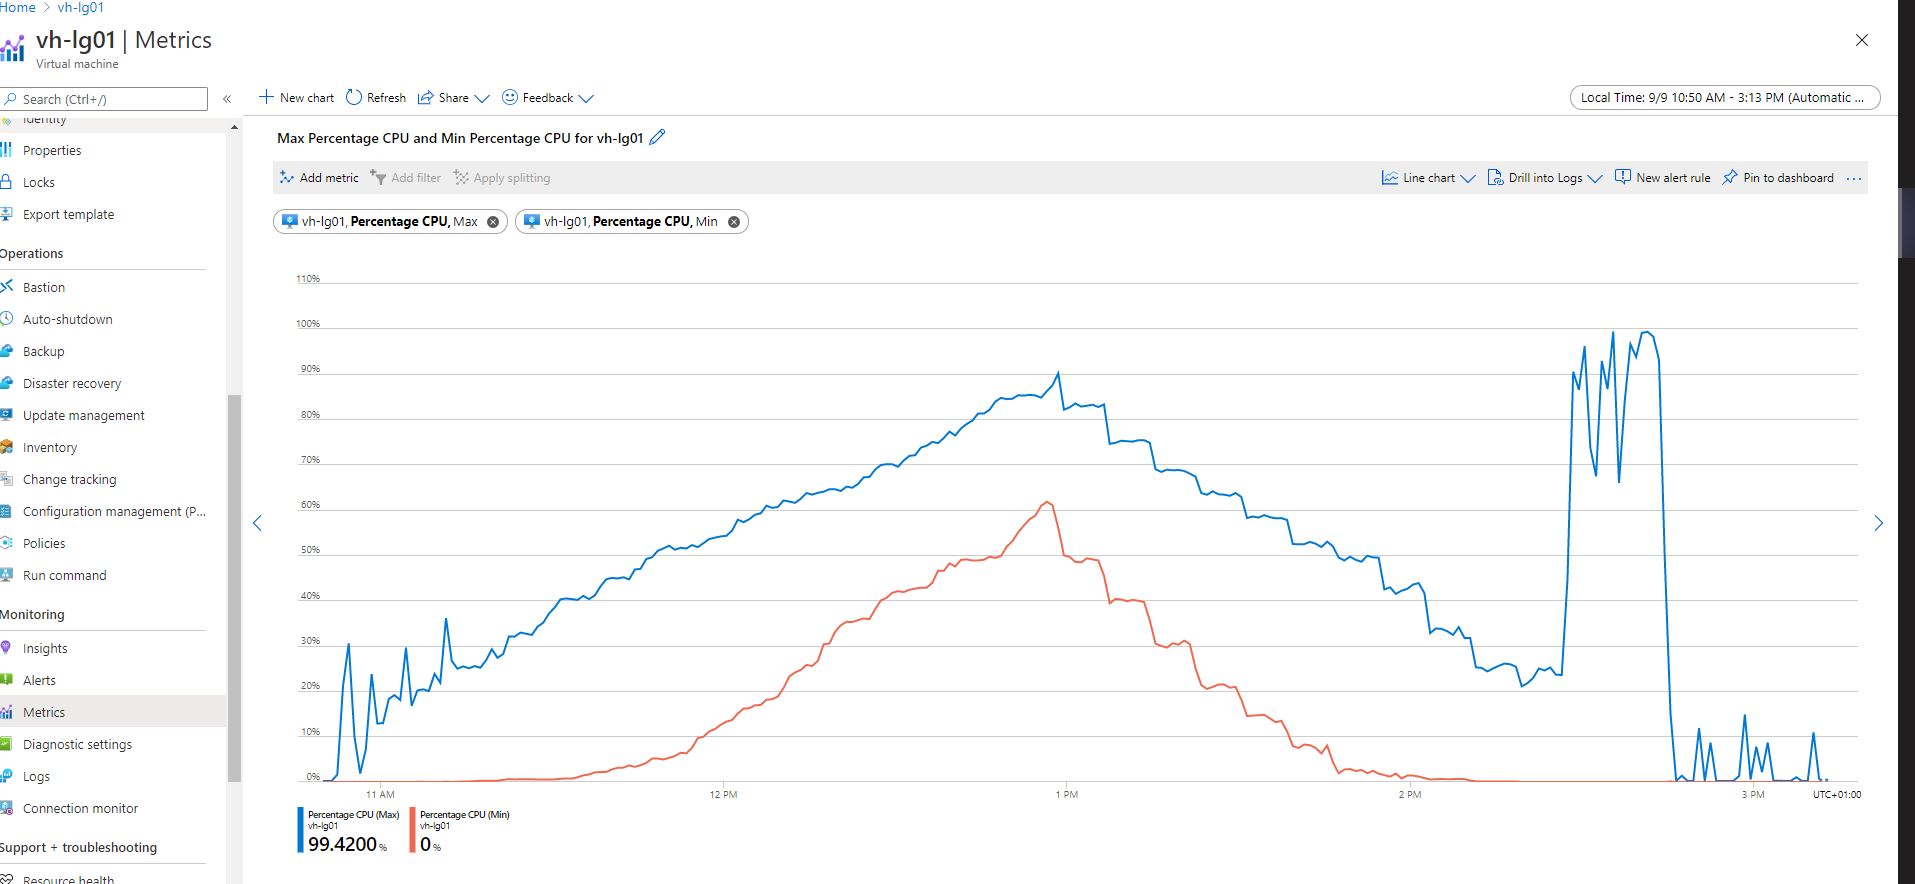 Home > vh-lg01
vh-lg01 | Metrics
Virtual machine
Search (Ctrl+/)
«
Identity
Properties
Locks
Export template
Operations
Bastion
Auto-shutdown
Backup
Disaster recovery
Update management
Inventory
Change tracking
Configuration management (P...
Policies
Run command
Monitoring
Insights
Alerts
Metrics
Diagnostic settings
Logs
Connection monitor
Support + troubleshooting
Resource health
New chart Refresh Share Feedback
Local Time: 9/9 10:50 AM - 3:13 PM (Automatic ...
Max Percentage CPU and Min Percentage CPU for vh-lg01
Add metric Add filter Apply splitting Line chart Drill into Logs New alert rule Pin to dashboard ...
vh-lg01, Percentage CPU, Max vh-lg01, Percentage CPU, Min
110%
100%
90%
80%
70%
60%
50%
40%
30%
20%
10%
0%
11 AM 12 PM 1 PM 2 PM 3 PM UTC+01:00
Percentage CPU (Max)
vh-lg01
99.4200 %
Percentage CPU (Min)
vh-lg01
0 %